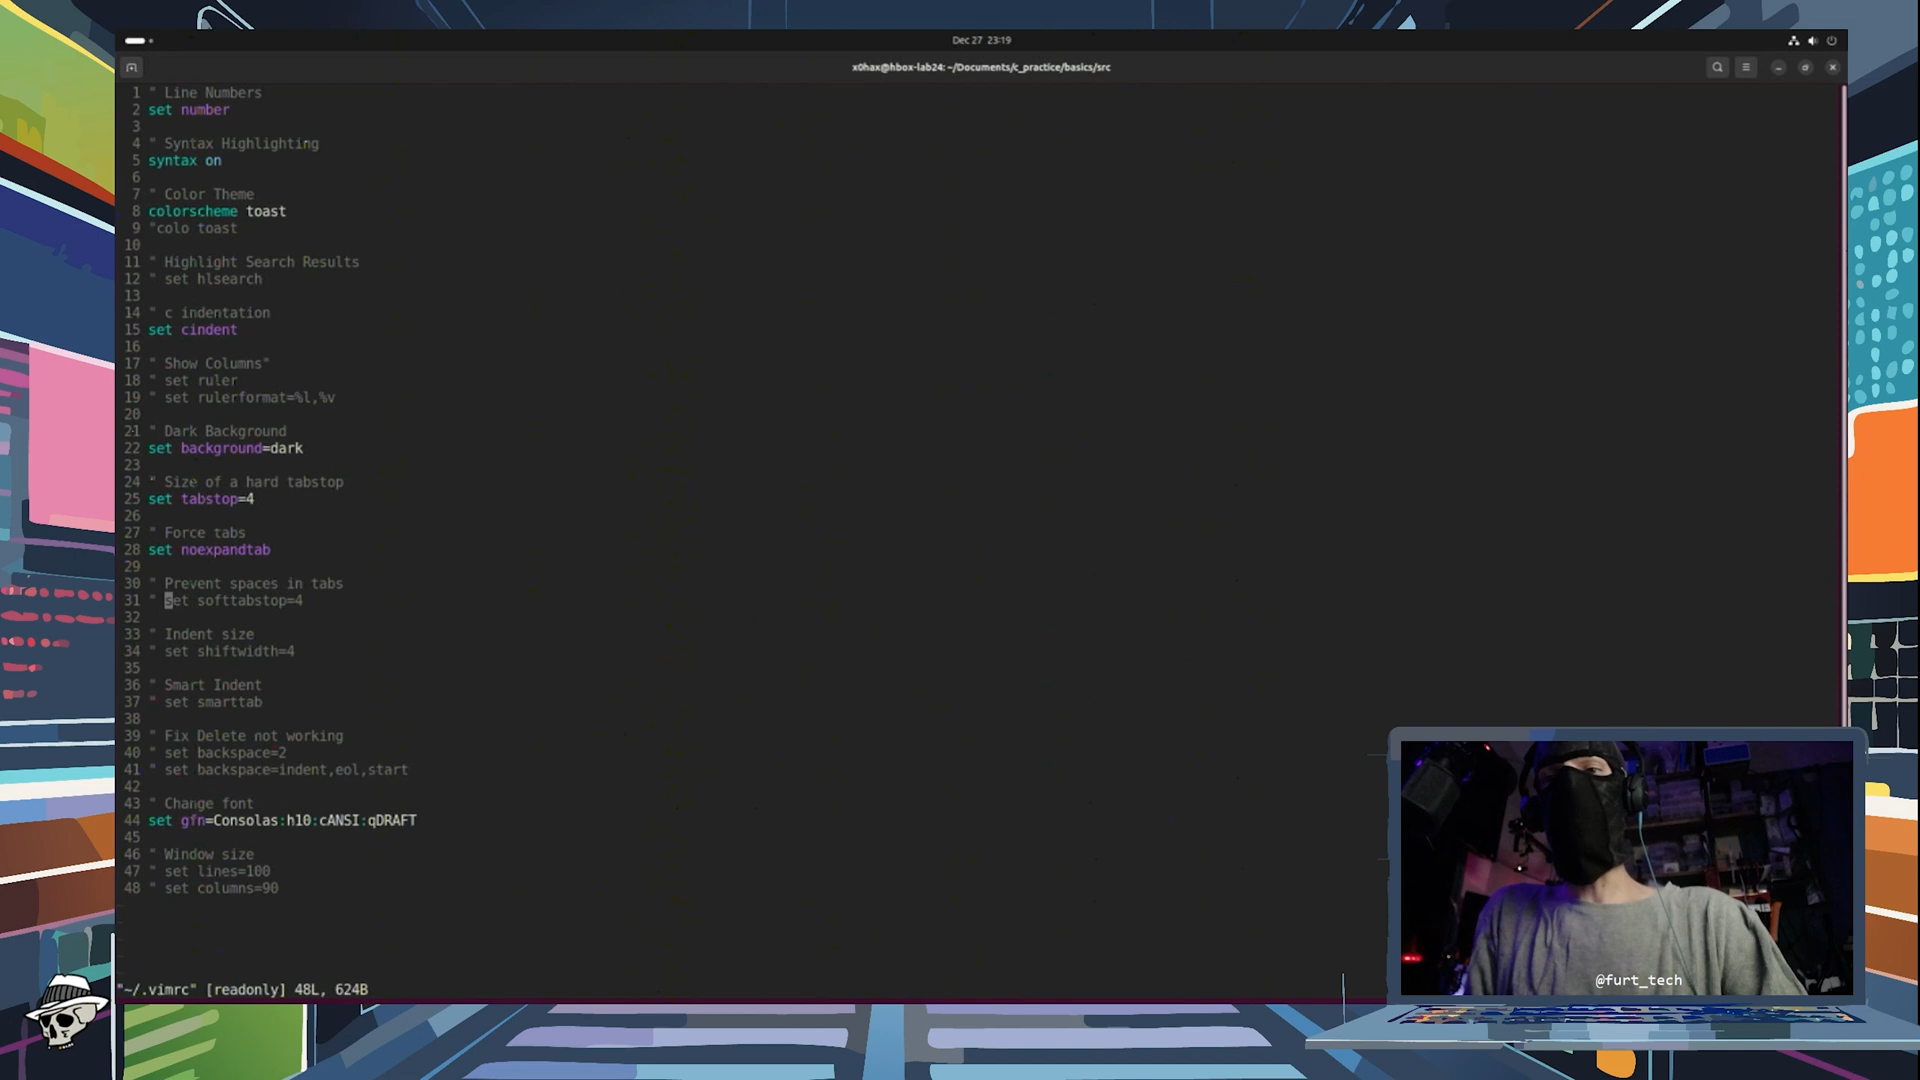 Dec 27 23:19
x0hax@hbox-lab24: ~/Documents/c_practice/basics/src
1 " Line Numbers
2 set number
3
4 " Syntax Highlighting
5 syntax on
6
7 " Color Theme
8 colorscheme toast
9 "colo toast
10
11 " Highlight Search Results
12 " set hlsearch
13
14 " c indentation
15 set cindent
16
17 " Show Columns"
18 " set ruler
19 " set rulerformat=%l,%v
20
21 " Dark Background
22 set background=dark
23
24 " Size of a hard tabstop
25 set tabstop=4
26
27 " Force tabs
28 set noexpandtab
29
30 " Prevent spaces in tabs
31 " set softtabstop=4
32
33 " Indent size
34 " set shiftwidth=4
35
36 " Smart Indent
37 " set smarttab
38
39 " Fix Delete not working
40 " set backspace=2
41 " set backspace=indent,eol,start
42
43 " Change font
44 set gfn=Consolas:h10:cANSI:qDRAFT
45
46 " Window size
47 " set lines=100
48 " set columns=90
"~/.vimrc" [readonly] 48L, 624B
@furt_tech